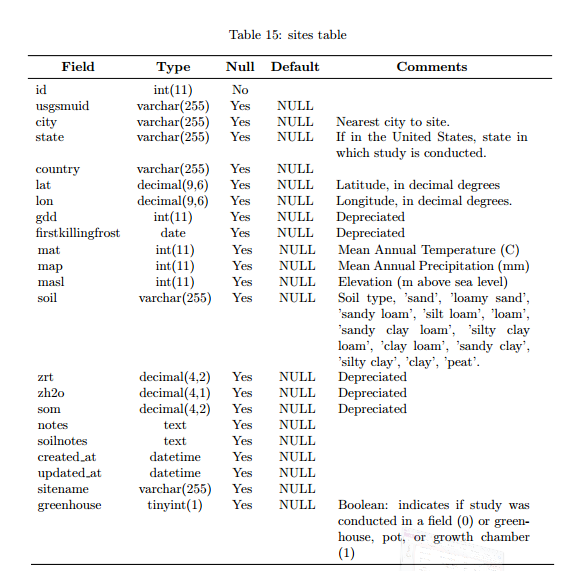 Table 15: sites table
Field Type Null Default Comments
id int(11) No
usgsmuid varchar(255) Yes NULL
city varchar(255) Yes NULL Nearest city to site.
state varchar(255) Yes NULL If in the United States, state in
which study is conducted.
country varchar(255) Yes NULL
lat decimal(9,6) Yes NULL Latitude, in decimal degrees
lon decimal(9,6) Yes NULL Longitude, in decimal degrees.
gdd int(11) Yes NULL Depreciated
firstkillingfrost date Yes NULL Depreciated
mat int(11) Yes NULL Mean Annual Temperature (C)
map int(11) Yes NULL Mean Annual Precipitation (mm)
masl int(11) Yes NULL Elevation (m above sea level)
soil varchar(255) Yes NULL Soil type, 'sand', 'loamy sand',
'sandy loam', 'silt loam', 'loam',
'sandy clay loam', 'silty clay
loam', 'clay loam', 'sandy clay',
'silty clay', 'clay', 'peat'.
zrt decimal(4,2) Yes NULL Depreciated
zh2o decimal(4,1) Yes NULL Depreciated
som decimal(4,2) Yes NULL Depreciated
notes text Yes NULL
soilnotes text Yes NULL
created_at datetime Yes NULL
updated_at datetime Yes NULL
sitename varchar(255) Yes NULL
greenhouse tinyint(1) Yes NULL Boolean: indicates if study was
conducted in a field (0) or green-
house, pot, or growth chamber
(1)